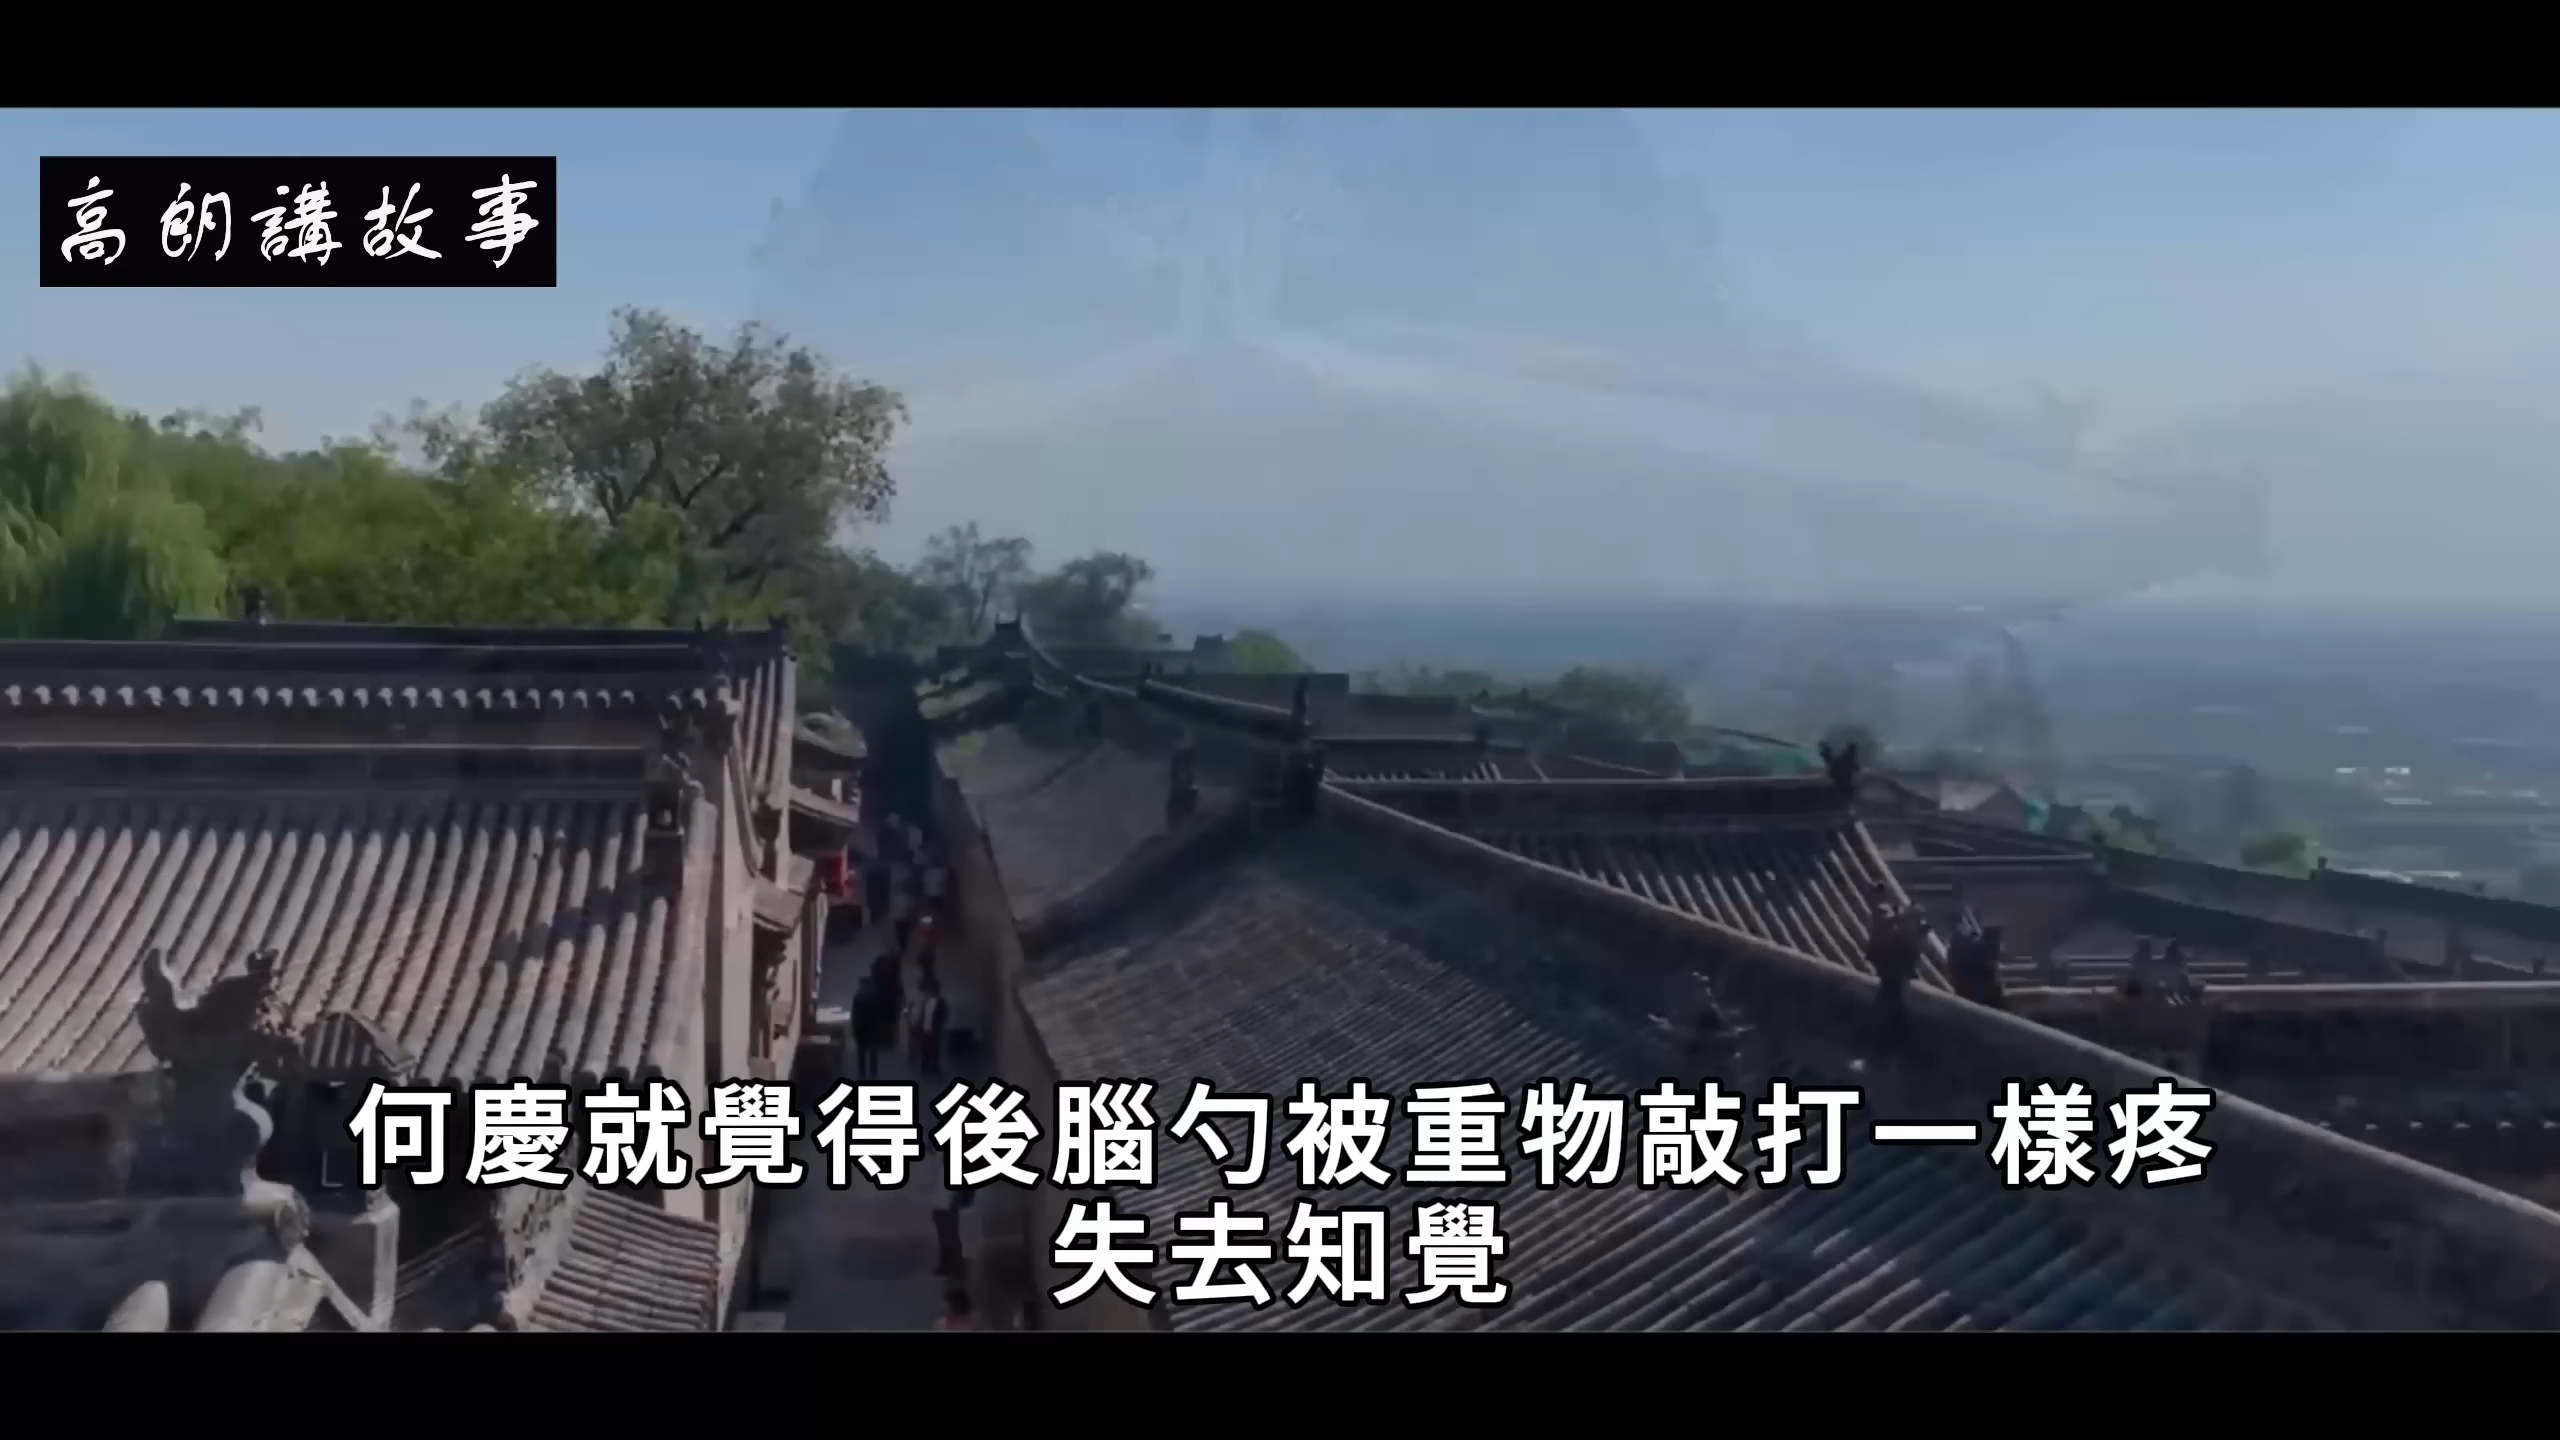 高朗講故事
何慶就覺得後腦勺被重物敲打一樣疼
失去知覺